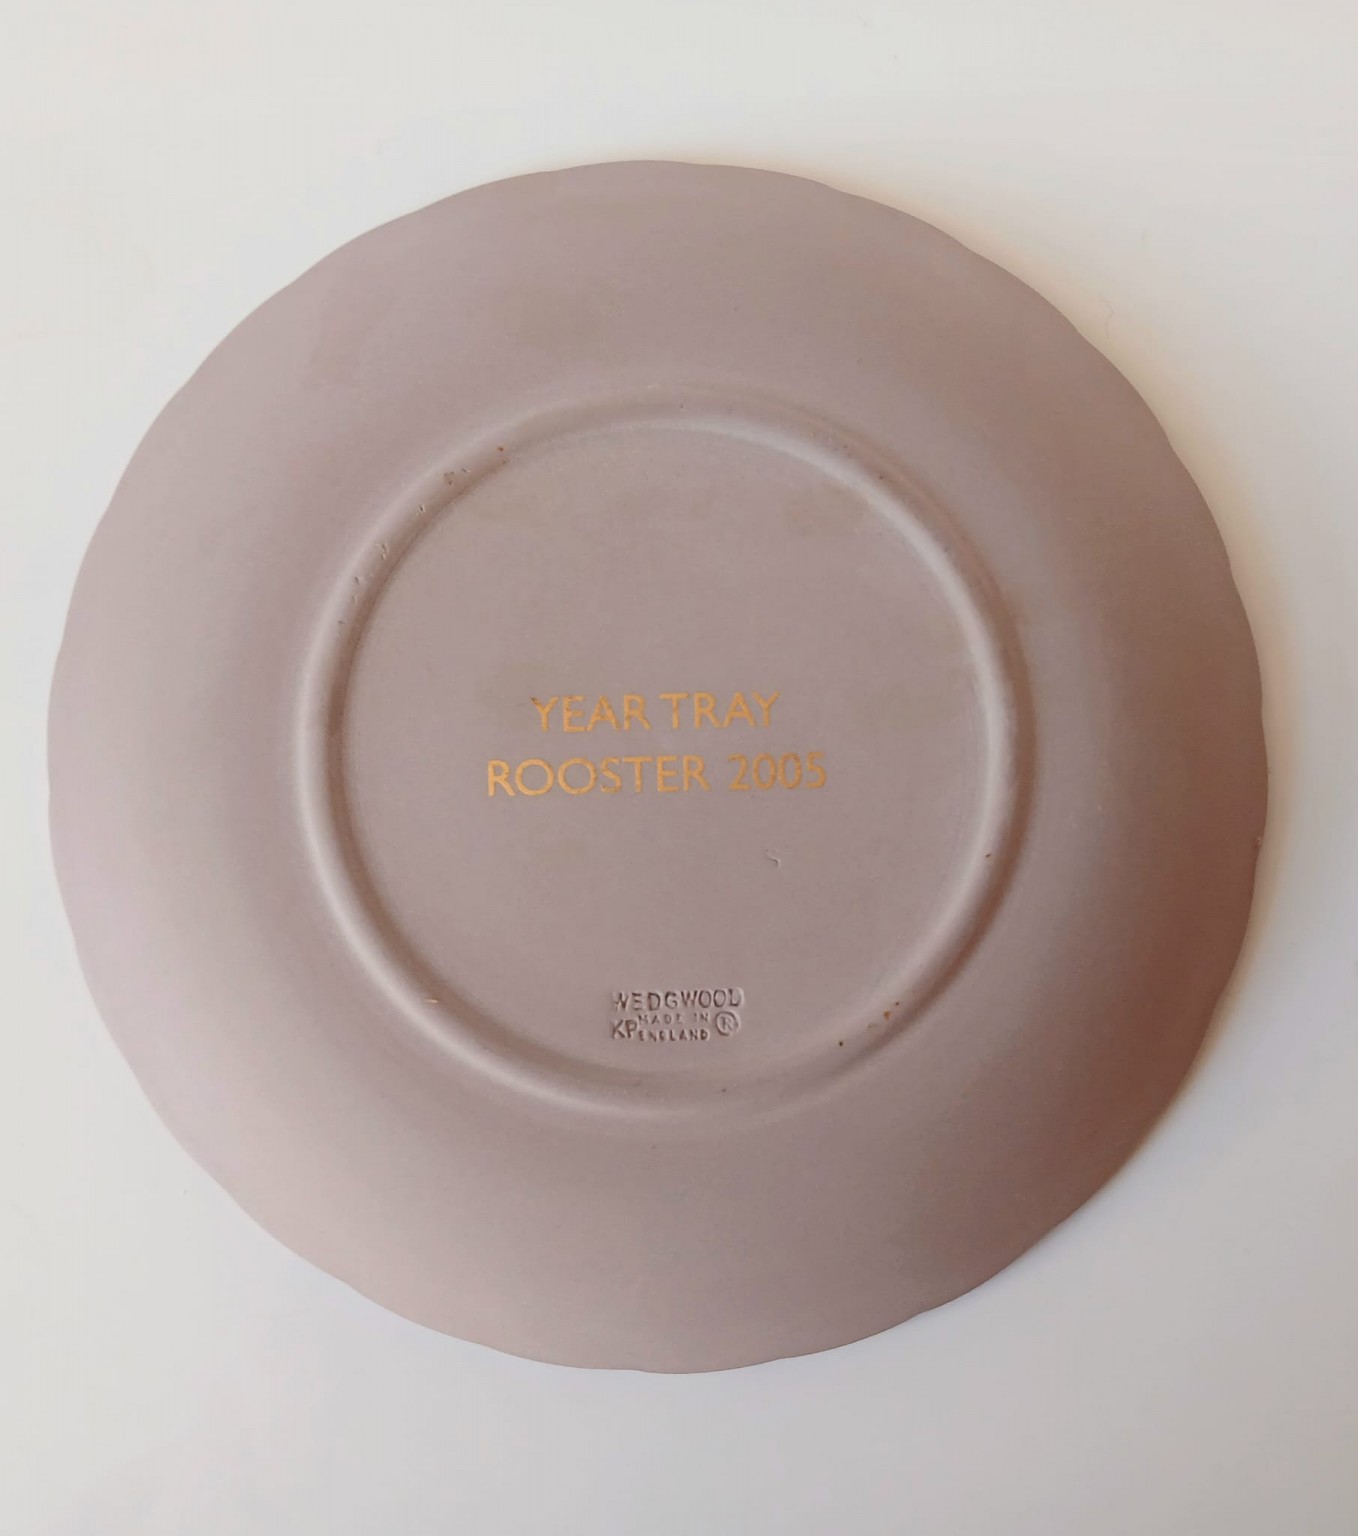 YEAR TRAY
ROOSTER 2005
WEDGWOOD
KP MADE IN ®
ENGLAND